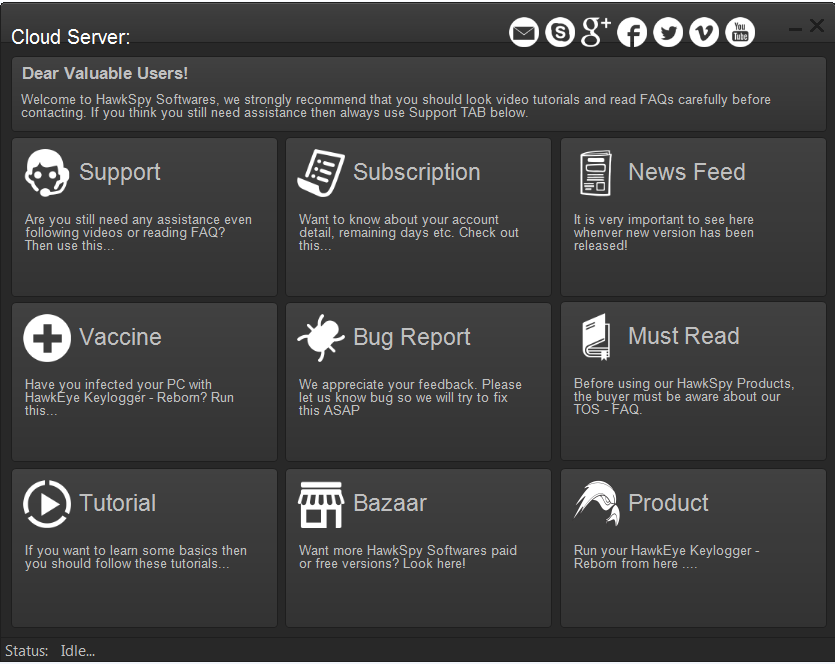 Cloud Server:
g+
You
Tube
Dear Valuable Users!
Welcome to HawkSpy Softwares, we strongly recommend that you should look video tutorials and read FAQs carefully before
contacting. If you think you still need assistance then always use Support TAB below.
Support
Are you still need any assistance even
following videos or reading FAQ?
Then use this...
Subscription
Want to know about your account
detail, remaining days etc. Check out
this...
News Feed
It is very important to see here
whenver new version has been
released!
Vaccine
Have you infected your PC with
HawkEye Keylogger - Reborn? Run
this...
Bug Report
We appreciate your feedback. Please
let us know bug so we will try to fix
this ASAP
Must Read
Before using our HawkSpy Products,
the buyer must be aware about our
TOS - FAQ.
Tutorial
If you want to learn some basics then
you should follow these tutorials...
Bazaar
Want more HawkSpy Softwares paid
or free versions? Look here!
Product
Run your HawkEye Keylogger -
Reborn from here ....
Status: Idle...